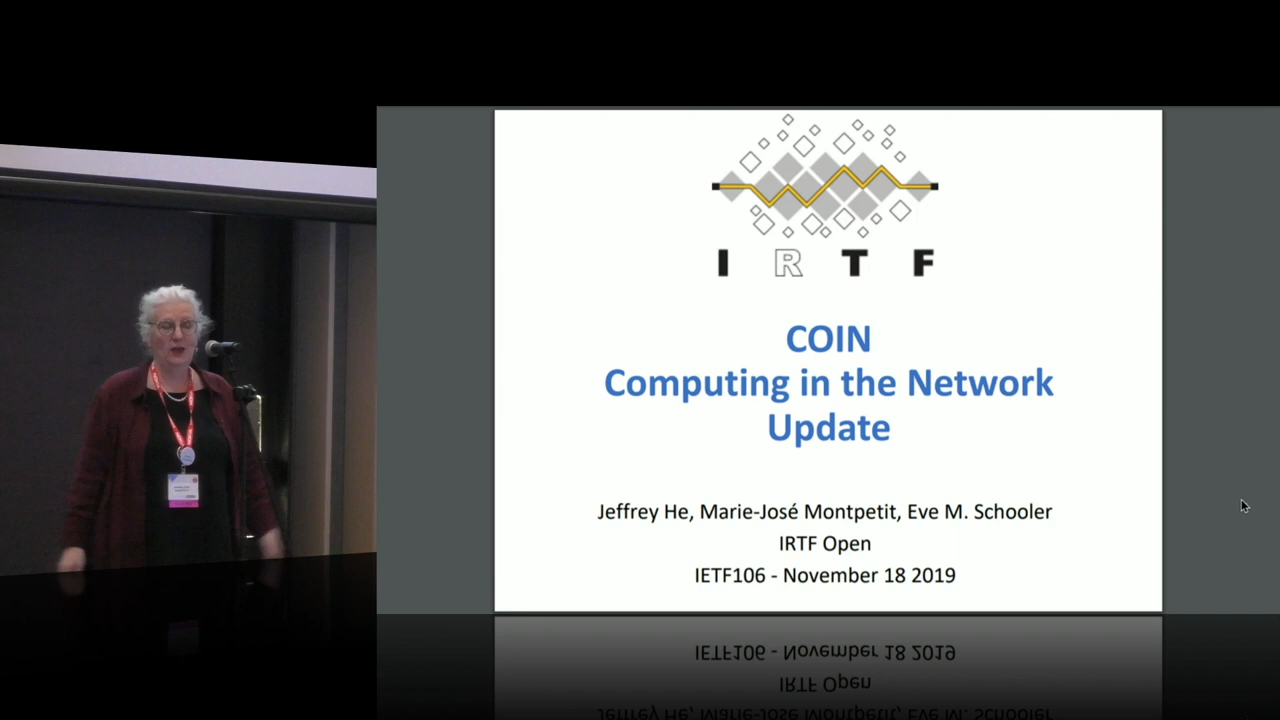 I R T F
COIN
Computing in the Network
Update
Jeffrey He, Marie-José Montpetit, Eve M. Schooler
IRTF Open
IETF106 - November 18 2019